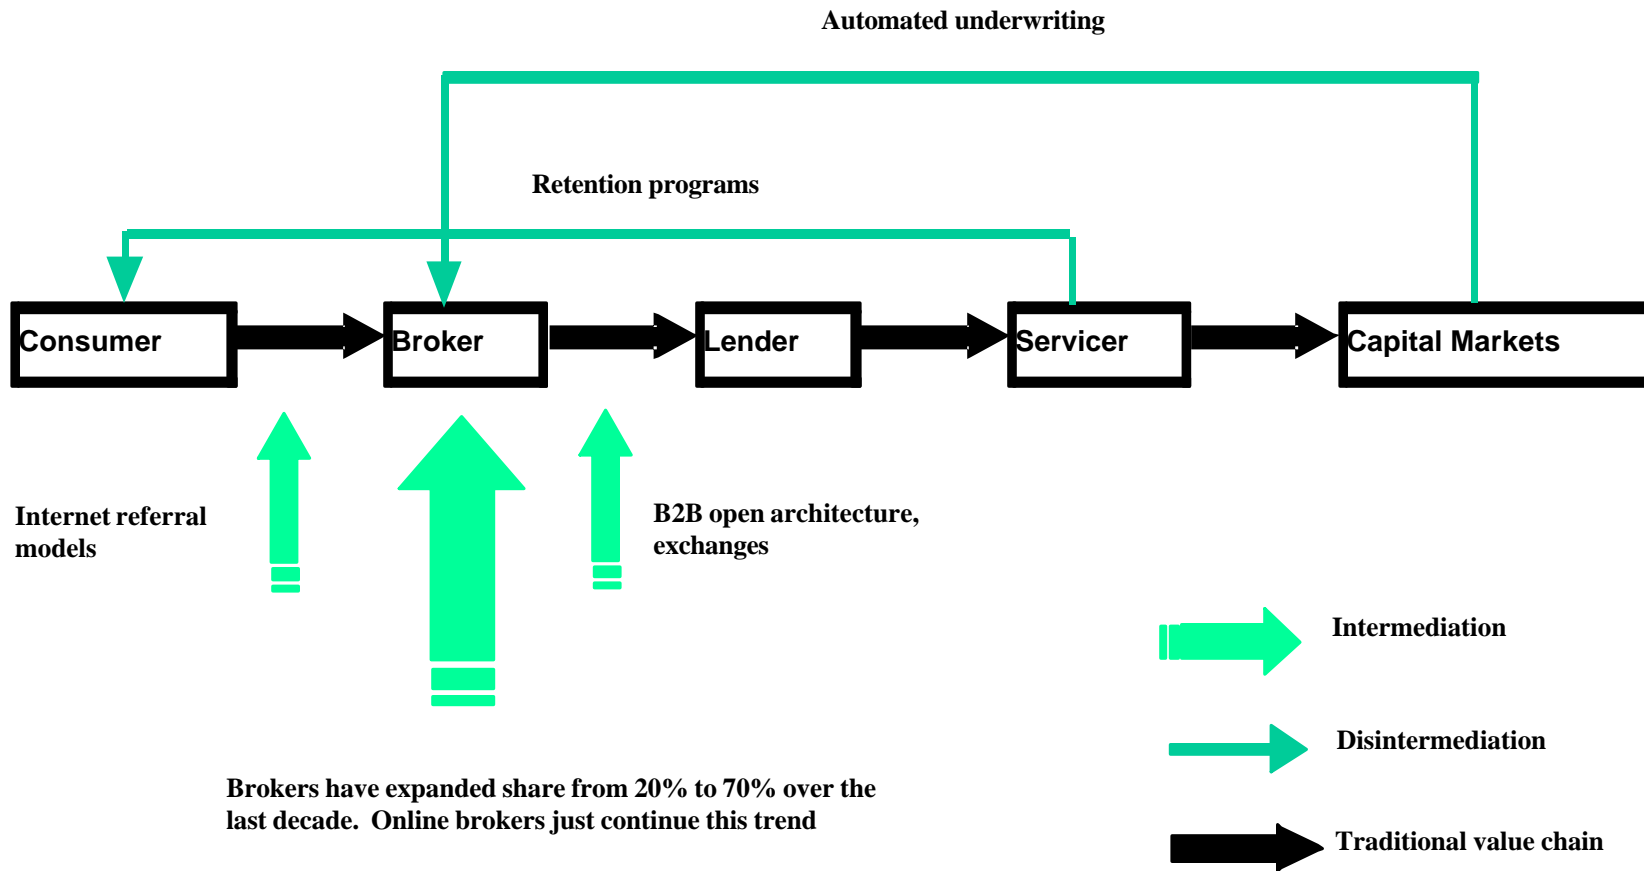 Automated underwriting
Retention programs
Consumer
Broker
Lender
Servicer
Capital Markets
Internet referral
models
B2B open architecture,
exchanges
Intermediation
Disintermediation
Brokers have expanded share from 20% to 70% over the
last decade.  Online brokers just continue this trend
Traditional value chain